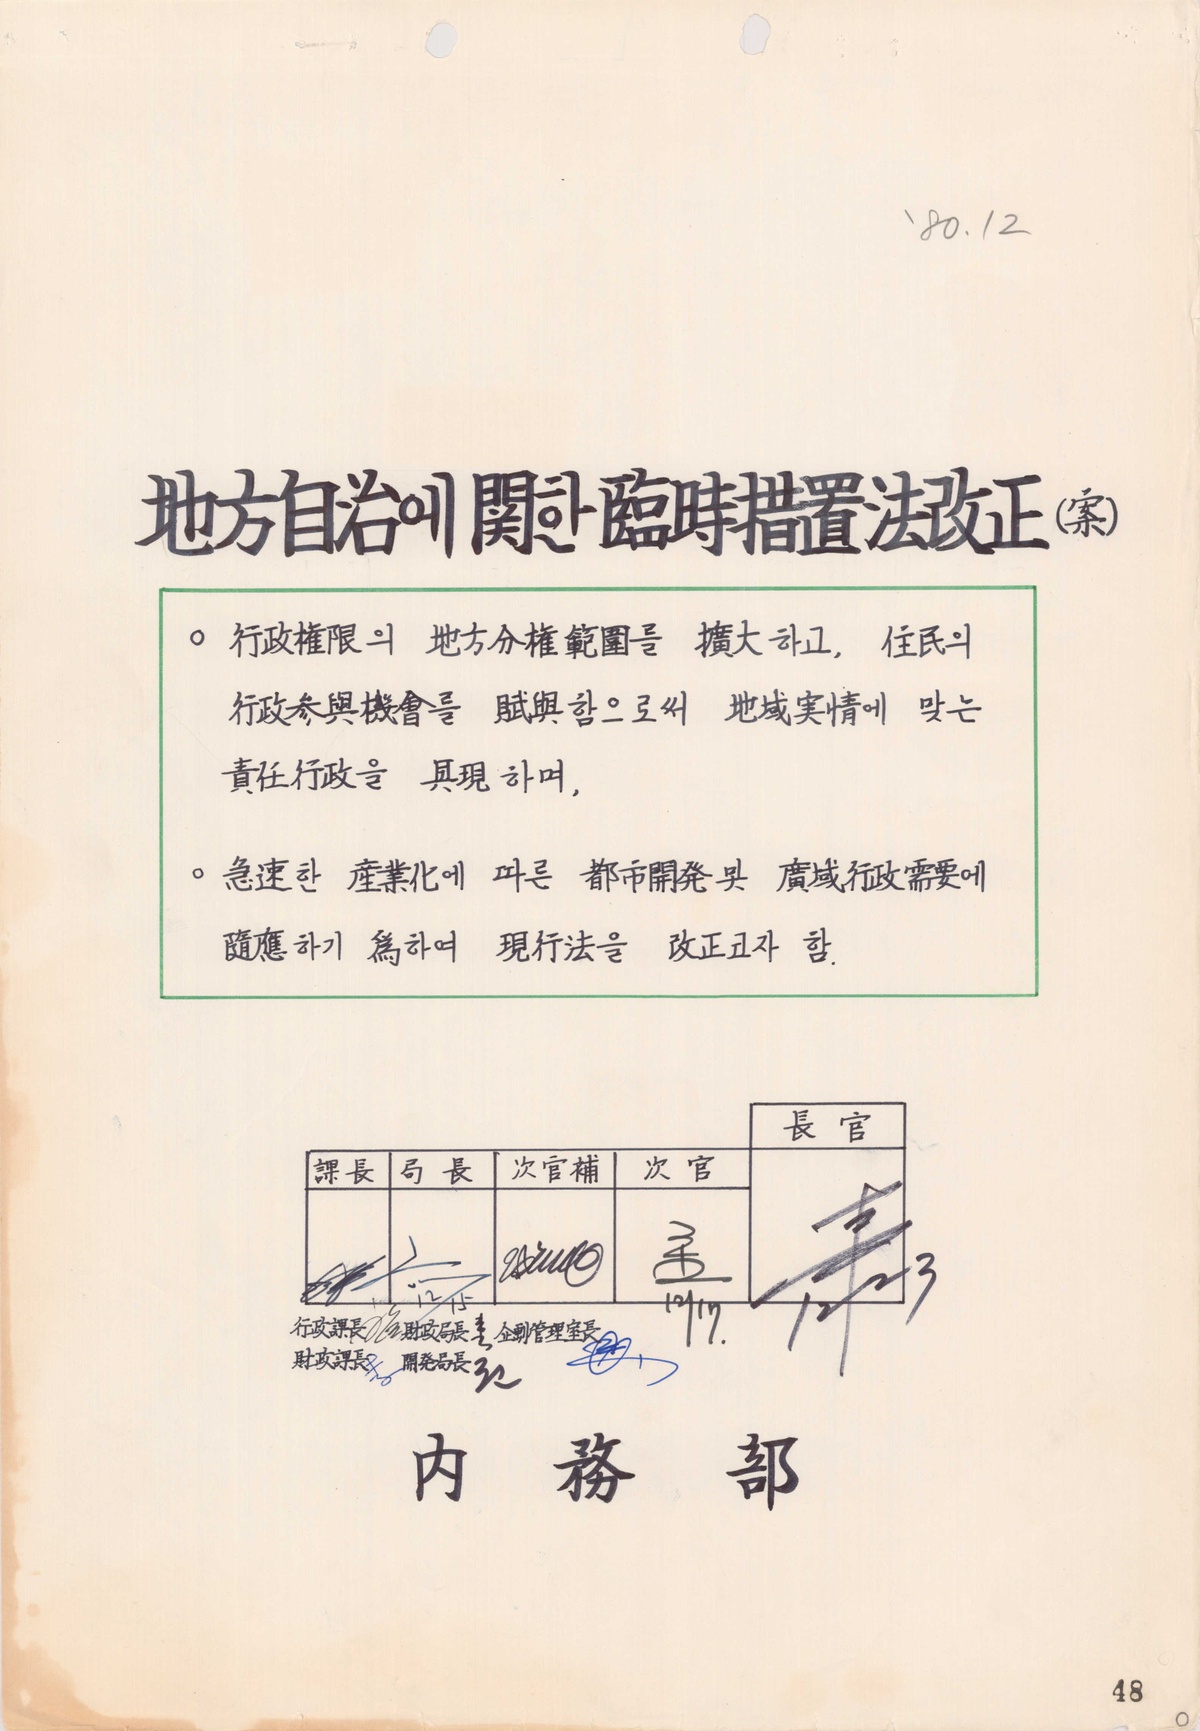 '80.12
地方自治에 関한 臨時措置法改正(案)
○ 行政権限의 地方分権範圍를 擴大하고, 住民의
行政参與機會를 賦與함으로써 地域実情에 맞는
責任行政을 具現하며,
○ 急速한 産業化에 따른 都市開発및 廣域行政需要에
隨應하기 爲하여 現行法을 改正코자 함.
長官
課長 局長 次官補 次官
12/15
12/17.
12/23
行政課長 財政局長 企劃管理室長
財政課長 開発局長
内務部
48